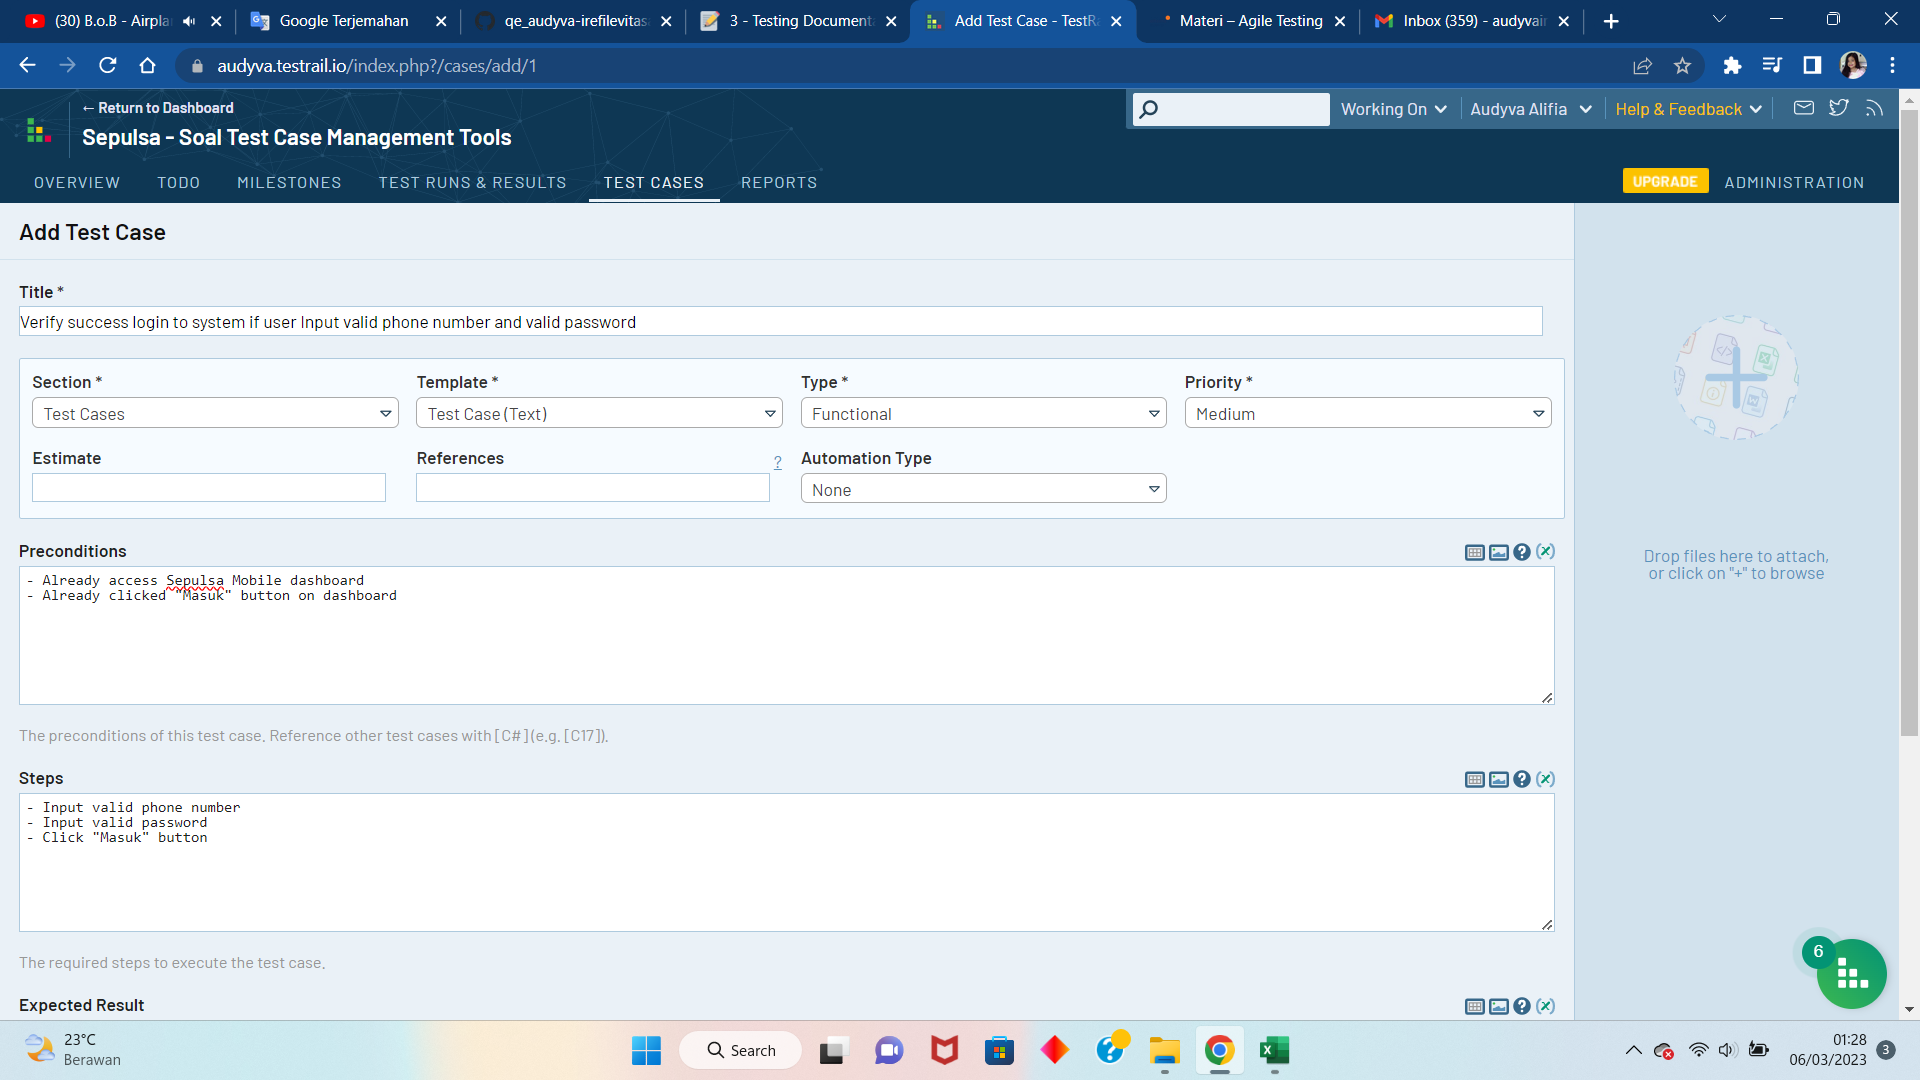 (30) B.o.B - Airpla
Google Terjemahan
qe_audyva-irefilevitas
3 - Testing Documenta
Add Test Case - TestRa
Materi – Agile Testing
Inbox (359) - audyvair
audyva.testrail.io/index.php?/cases/add/1
← Return to Dashboard
Sepulsa - Soal Test Case Management Tools
Working On
Audyva Alifia
Help & Feedback
OVERVIEW
TODO
MILESTONES
TEST RUNS & RESULTS
TEST CASES
REPORTS
UPGRADE
ADMINISTRATION
Add Test Case
Title *
Verify success login to system if user Input valid phone number and valid password
Section *
Template *
Type *
Priority *
Test Cases
Test Case (Text)
Functional
Medium
Estimate
References
?
Automation Type
None
Preconditions
- Already access Sepulsa Mobile dashboard
- Already clicked "Masuk" button on dashboard
The preconditions of this test case. Reference other test cases with [C#] (e.g. [C17]).
Drop files here to attach,
or click on "+" to browse
Steps
- Input valid phone number
- Input valid password
- Click "Masuk" button
The required steps to execute the test case.
Expected Result
6
23°C
Berawan
Search
01:28
06/03/2023
3